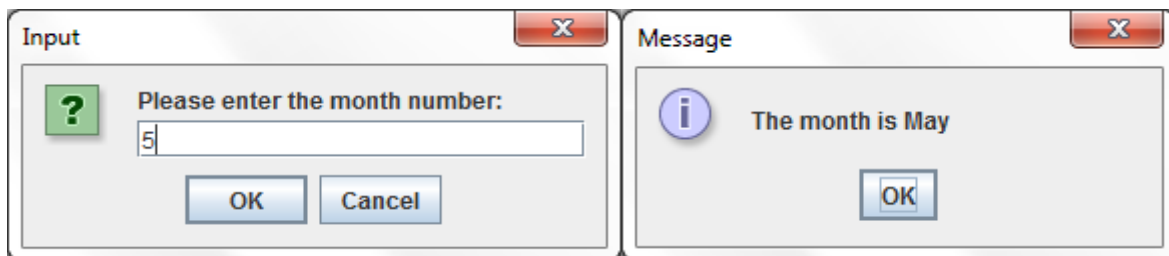 Input
?
Please enter the month number:
5
OK
Cancel
Message
i
The month is May
OK